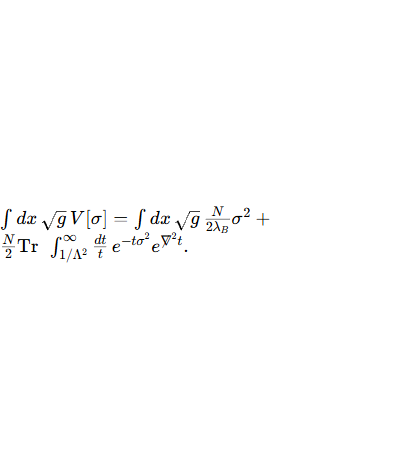 ∫ dx √g V[σ] = ∫ dx √g N/2λ_B σ² +
N/2 Tr ∫_{1/Λ²}^∞ dt/t e^{−tσ²} e^{∇̸²t}.